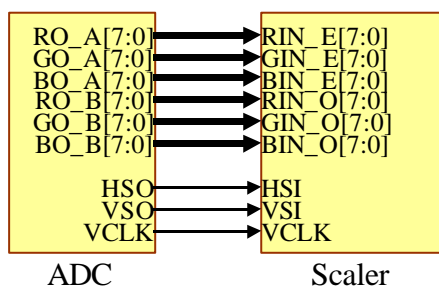 RO_A[7:0] RIN_E[7:0]
GO_A[7:0] GIN_E[7:0]
BO_A[7:0] BIN_E[7:0]
RO_B[7:0] RIN_O[7:0]
GO_B[7:0] GIN_O[7:0]
BO_B[7:0] BIN_O[7:0]
HSO HSI
VSO VSI
VCLK VCLK
ADC Scaler